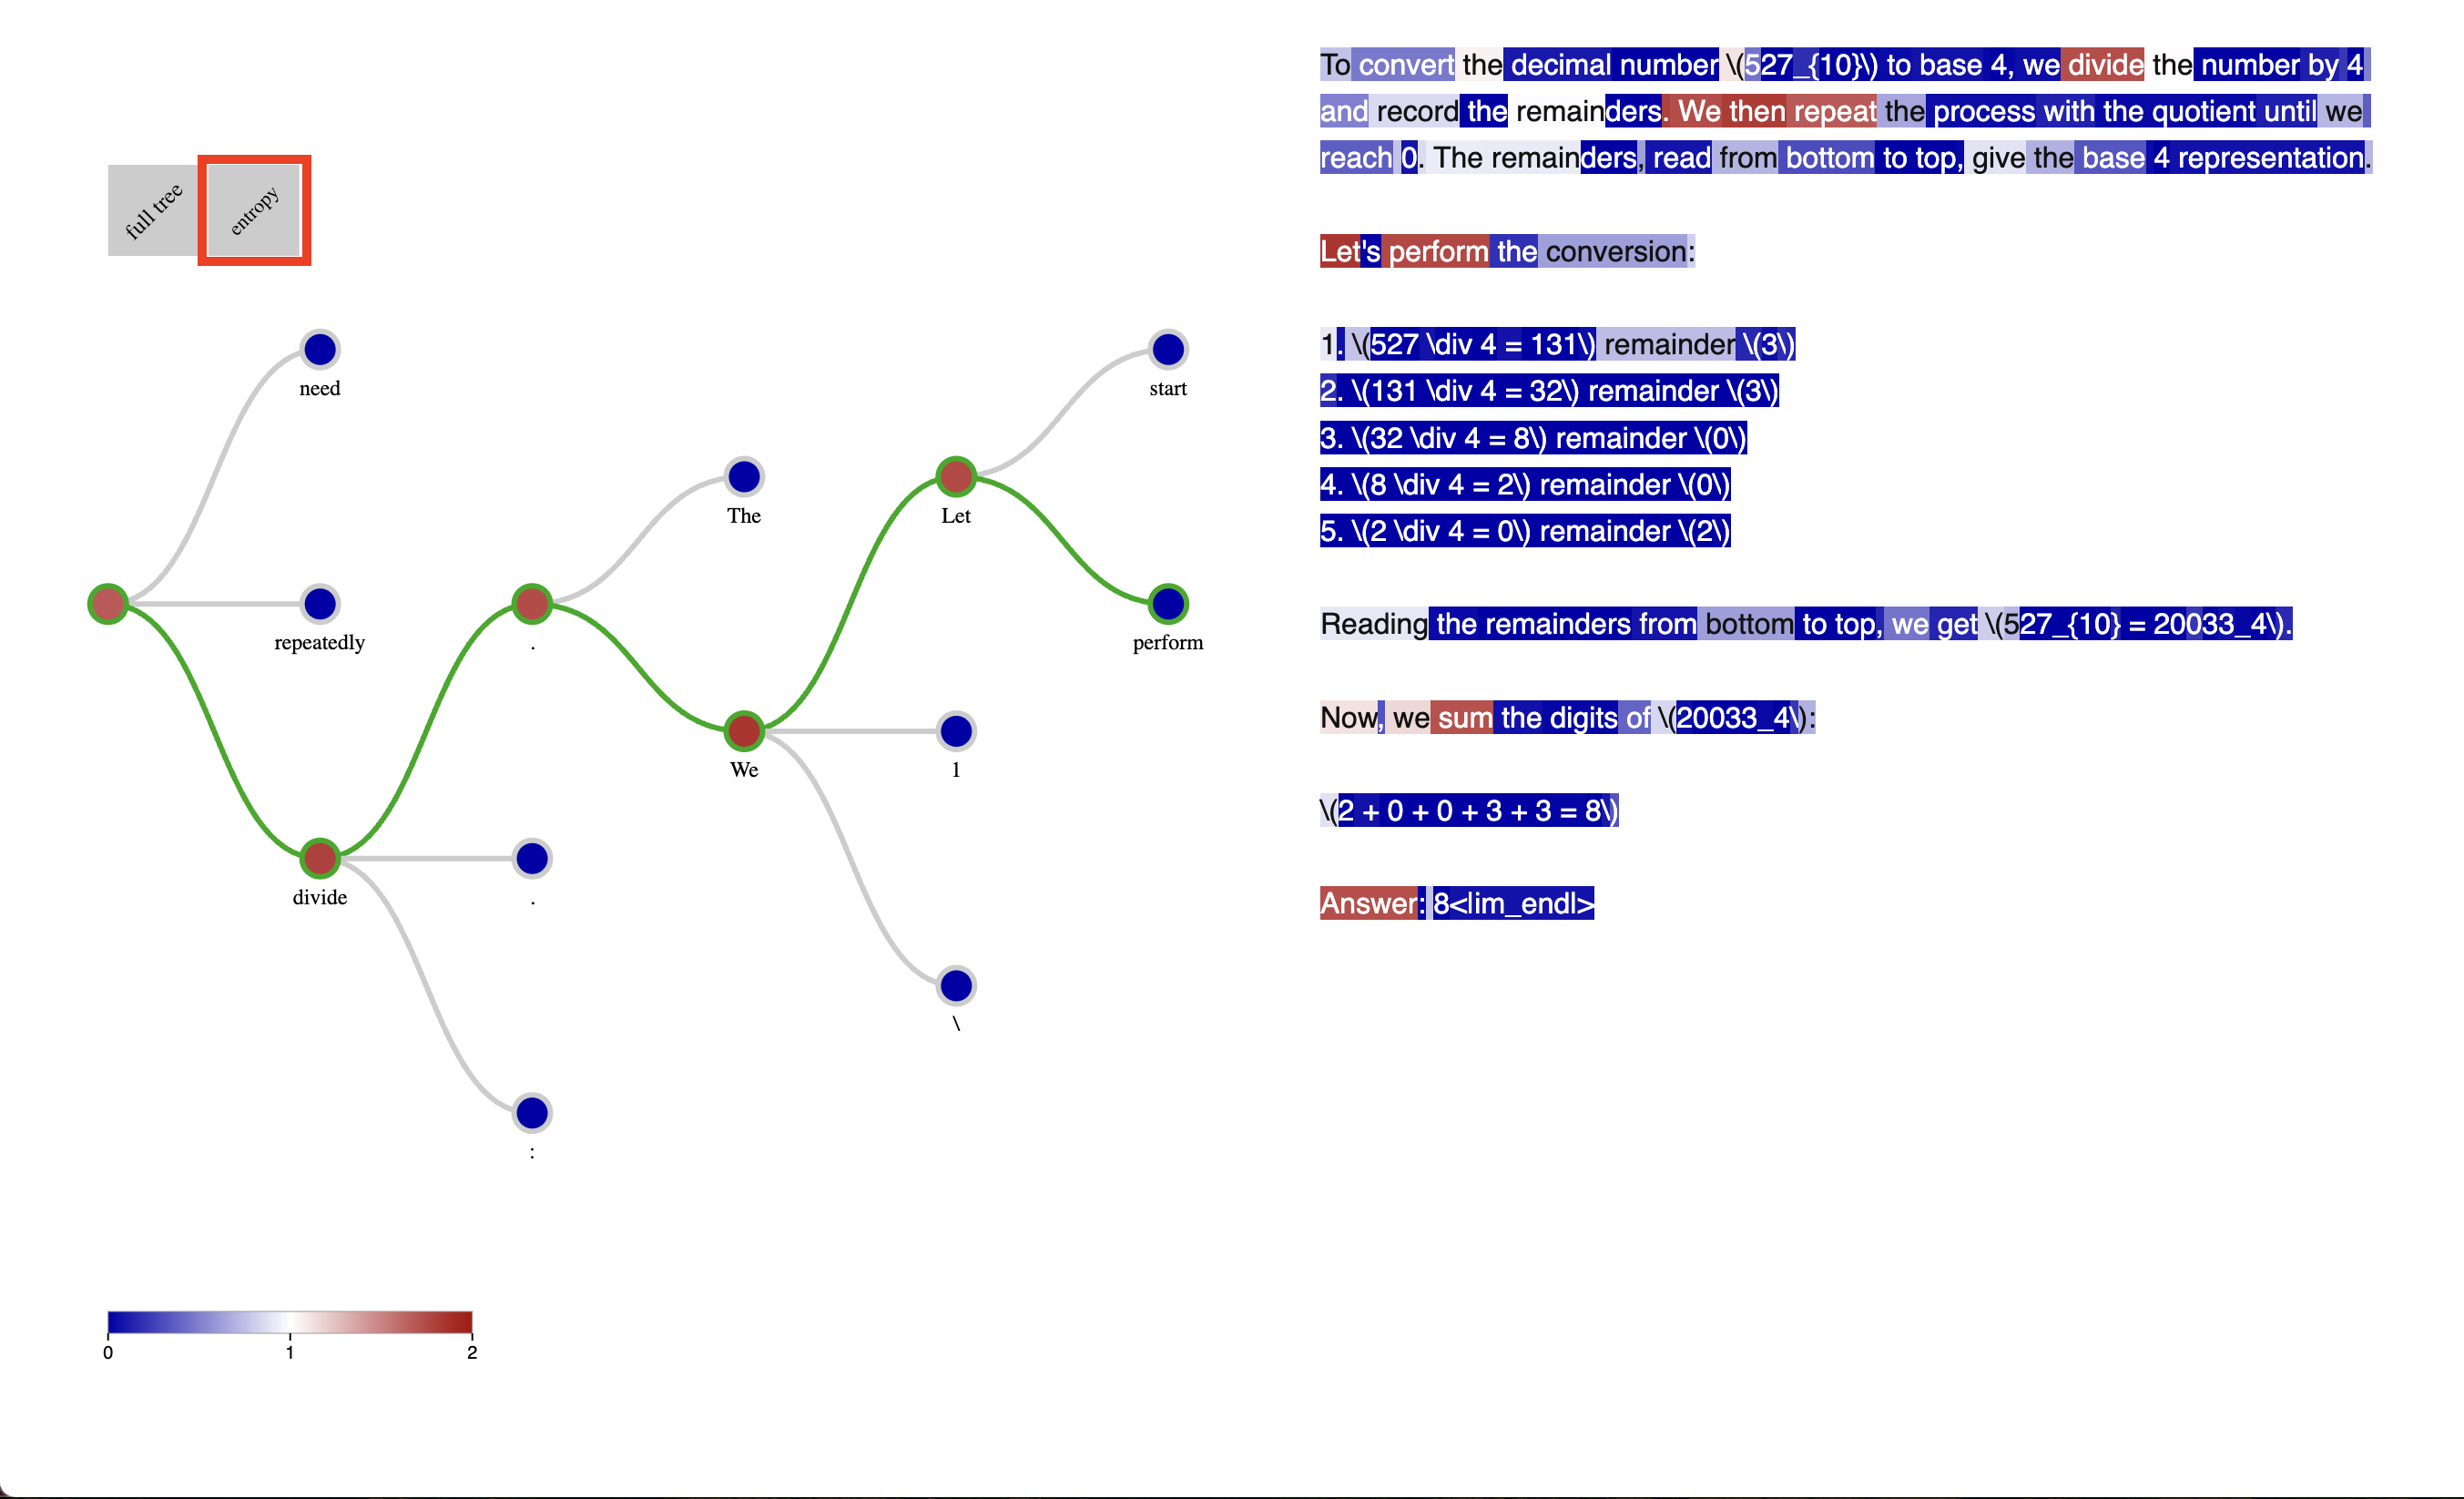 full tree
entropy
need
repeatedly
divide
.
.
:
The
We
Let
1
\
start
perform
0 1 2
To convert the decimal number \(527_{10}\) to base 4, we divide the number by 4
and record the remainders. We then repeat the process with the quotient until we
reach 0. The remainders, read from bottom to top, give the base 4 representation.
Let's perform the conversion:
1. \(527 \div 4 = 131\) remainder \(3\)
2. \(131 \div 4 = 32\) remainder \(3\)
3. \(32 \div 4 = 8\) remainder \(0\)
4. \(8 \div 4 = 2\) remainder \(0\)
5. \(2 \div 4 = 0\) remainder \(2\)
Reading the remainders from bottom to top, we get \(527_{10} = 20033_4\).
Now, we sum the digits of \(20033_4\):
\(2 + 0 + 0 + 3 + 3 = 8\)
Answer: 8<|im_end|>